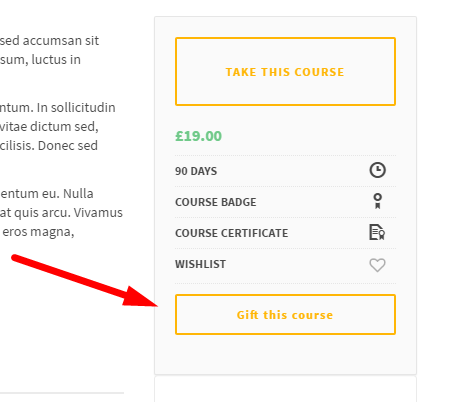 sed accumsan sit
sum, luctus in
ntum. In sollicitudin
vitae dictum sed,
cilisis. Donec sed
entum eu. Nulla
at quis arcu. Vivamus
eros magna,
TAKE THIS COURSE
£19.00
90 DAYS
COURSE BADGE
COURSE CERTIFICATE
WISHLIST
Gift this course